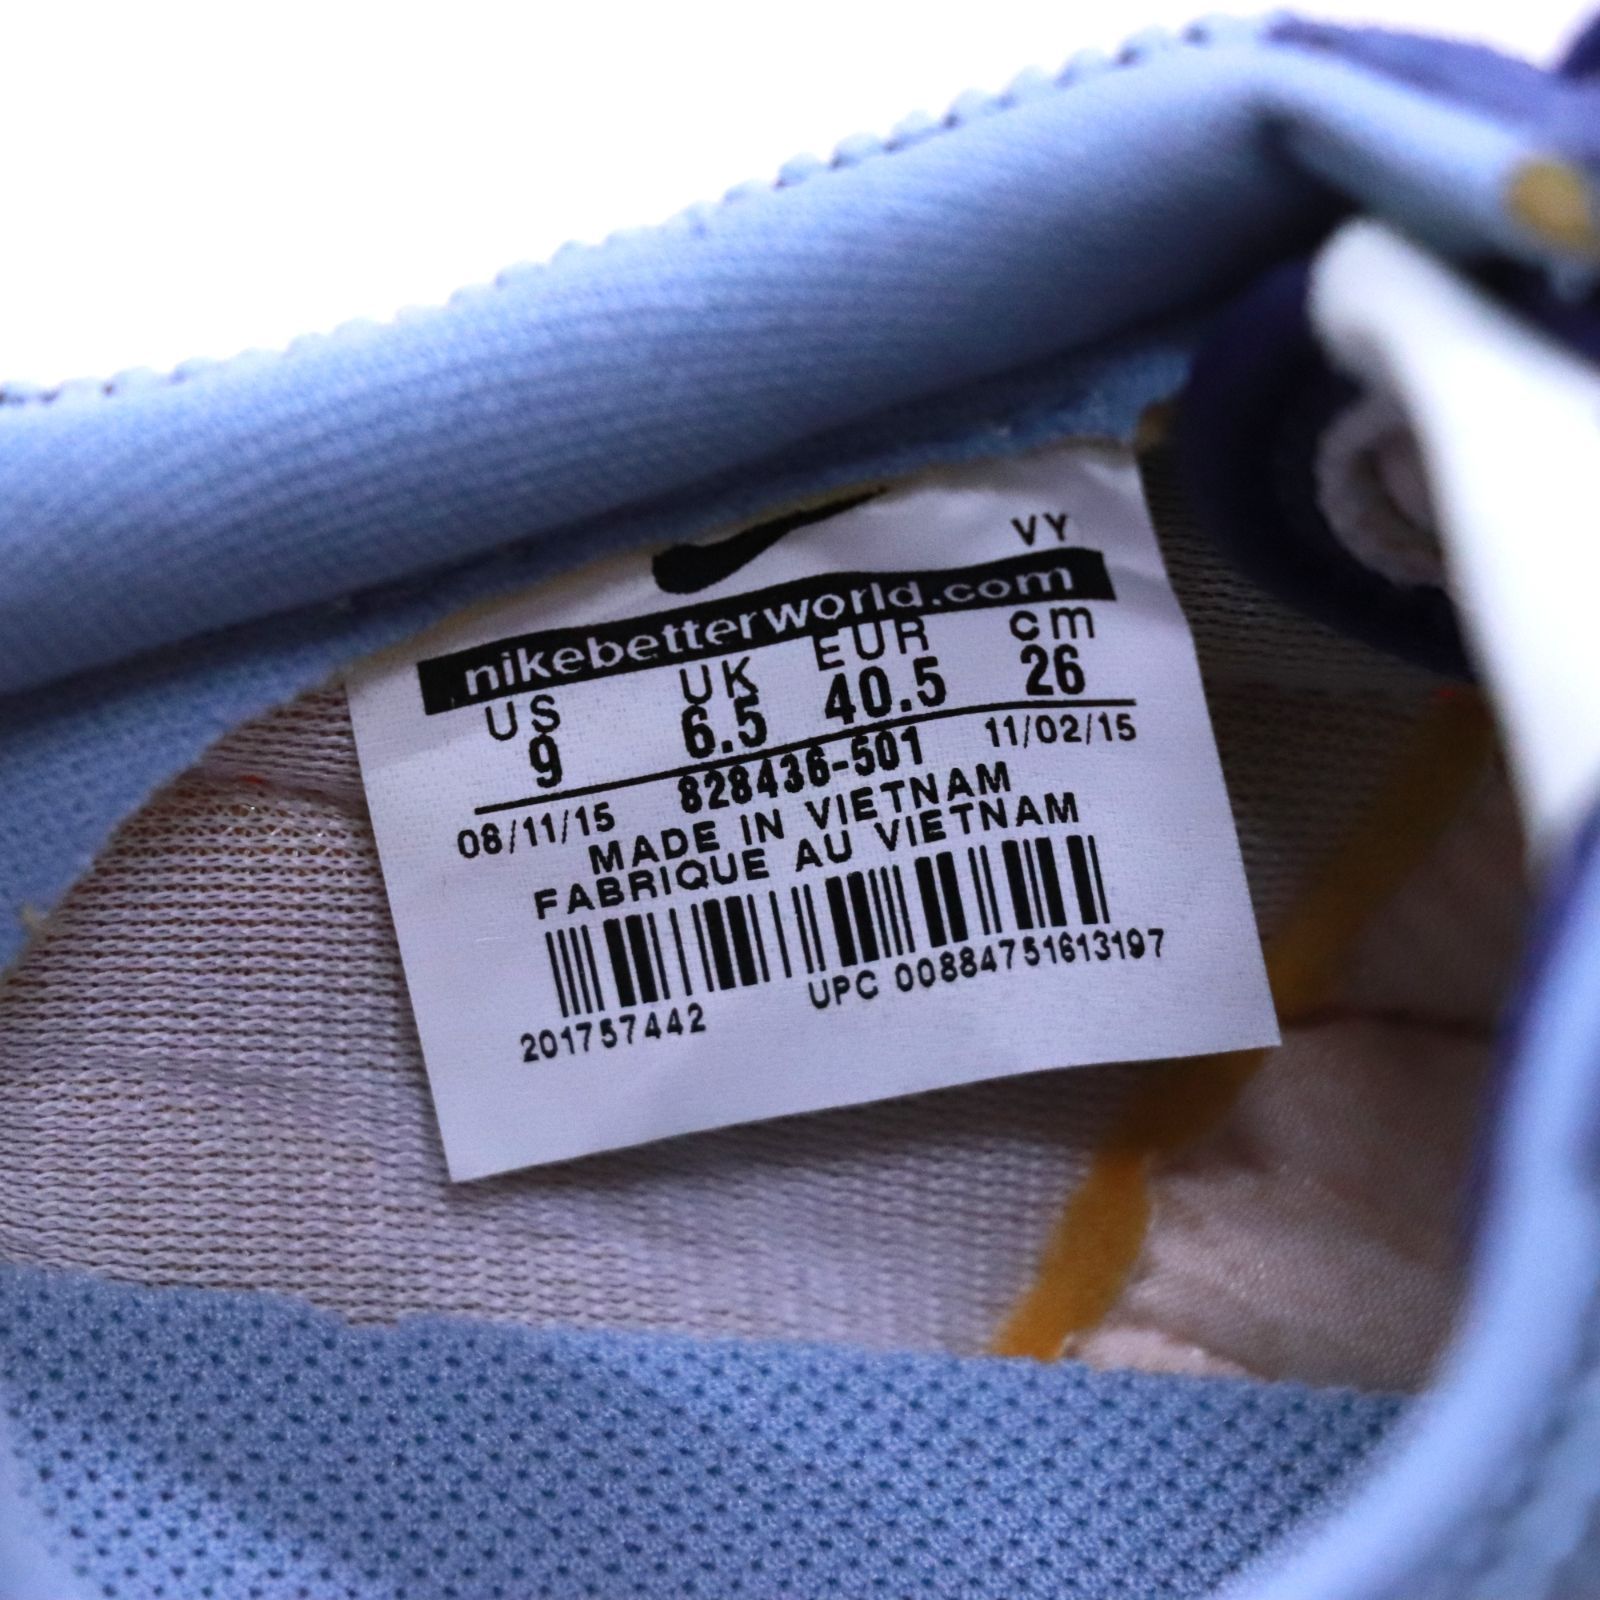 VY
nikebetterworld.com
US UK EUR cm
9 6.5 40.5 26
08/11/15 828436-501 11/02/15
MADE IN VIETNAM
FABRIQUE AU VIETNAM
201757442 UPC 00884751613197